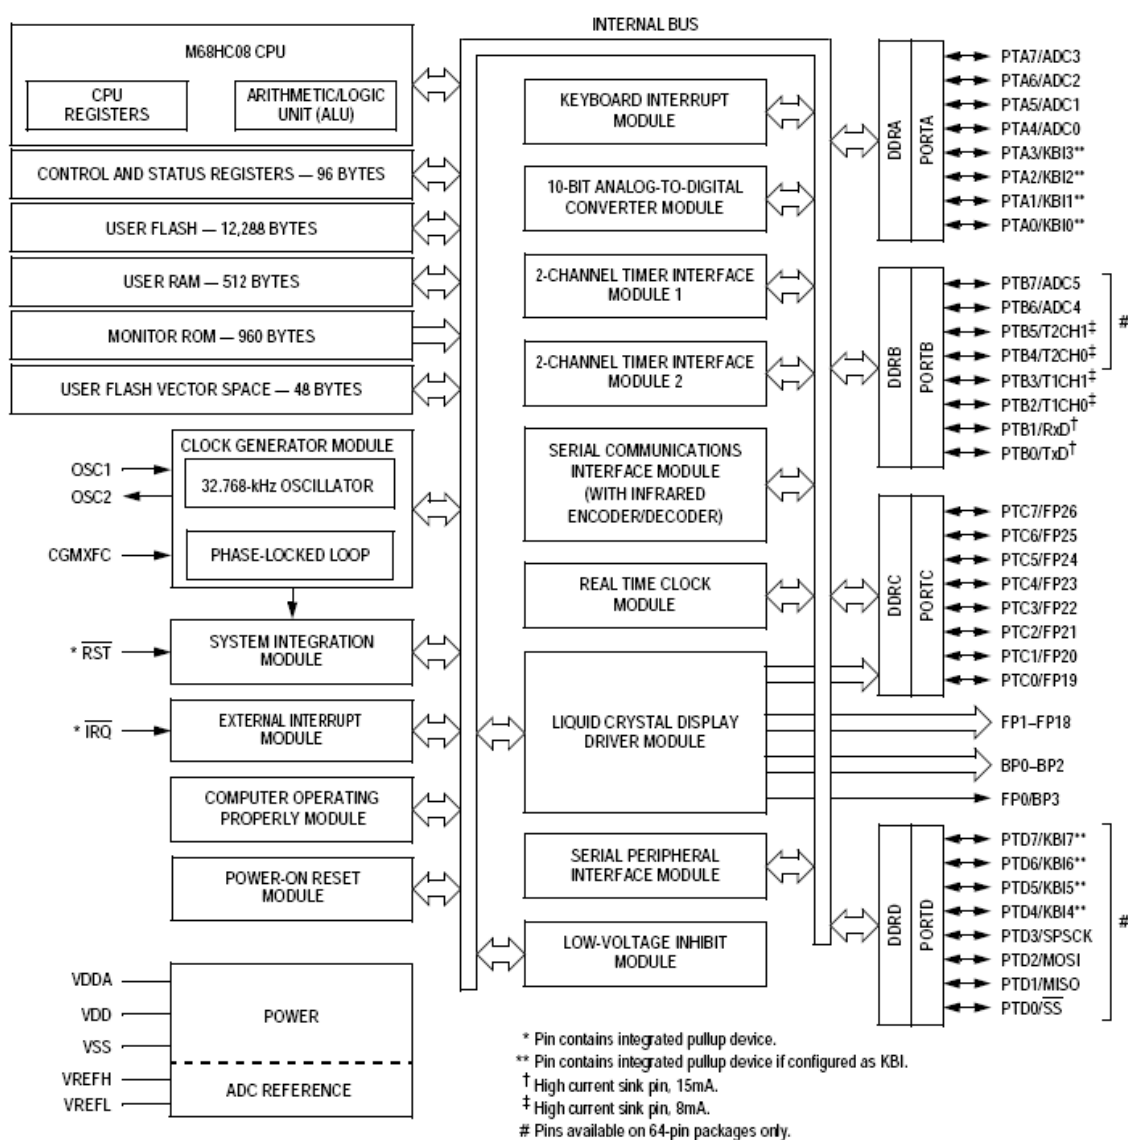 INTERNAL BUS
M68HC08 CPU
CPU
REGISTERS
ARITHMETIC/LOGIC
UNIT (ALU)
CONTROL AND STATUS REGISTERS — 96 BYTES
USER FLASH — 12,288 BYTES
USER RAM — 512 BYTES
MONITOR ROM — 960 BYTES
USER FLASH VECTOR SPACE — 48 BYTES
CLOCK GENERATOR MODULE
OSC1
OSC2
32.768-kHz OSCILLATOR
CGMXFC
PHASE-LOCKED LOOP
* RST
SYSTEM INTEGRATION
MODULE
* IRQ
EXTERNAL INTERRUPT
MODULE
COMPUTER OPERATING
PROPERLY MODULE
POWER-ON RESET
MODULE
VDDA
VDD
VSS
POWER
VREFH
VREFL
ADC REFERENCE
KEYBOARD INTERRUPT
MODULE
10-BIT ANALOG-TO-DIGITAL
CONVERTER MODULE
2-CHANNEL TIMER INTERFACE
MODULE 1
2-CHANNEL TIMER INTERFACE
MODULE 2
SERIAL COMMUNICATIONS
INTERFACE MODULE
(WITH INFRARED
ENCODER/DECODER)
REAL TIME CLOCK
MODULE
LIQUID CRYSTAL DISPLAY
DRIVER MODULE
SERIAL PERIPHERAL
INTERFACE MODULE
LOW-VOLTAGE INHIBIT
MODULE
DDRA
PORTA
PTA7/ADC3
PTA6/ADC2
PTA5/ADC1
PTA4/ADC0
PTA3/KBI3**
PTA2/KBI2**
PTA1/KBI1**
PTA0/KBI0**
DDRB
PORTB
PTB7/ADC5
PTB6/ADC4
PTB5/T2CH1‡
PTB4/T2CH0‡
PTB3/T1CH1‡
PTB2/T1CH0‡
PTB1/RxD†
PTB0/TxD†
#
DDRC
PORTC
PTC7/FP26
PTC6/FP25
PTC5/FP24
PTC4/FP23
PTC3/FP22
PTC2/FP21
PTC1/FP20
PTC0/FP19
FP1–FP18
BP0–BP2
FP0/BP3
DDRD
PORTD
PTD7/KBI7**
PTD6/KBI6**
PTD5/KBI5**
PTD4/KBI4**
PTD3/SPSCK
PTD2/MOSI
PTD1/MISO
PTD0/SS
#
* Pin contains integrated pullup device.
** Pin contains integrated pullup device if configured as KBI.
† High current sink pin, 15mA.
‡ High current sink pin, 8mA.
# Pins available on 64-pin packages only.